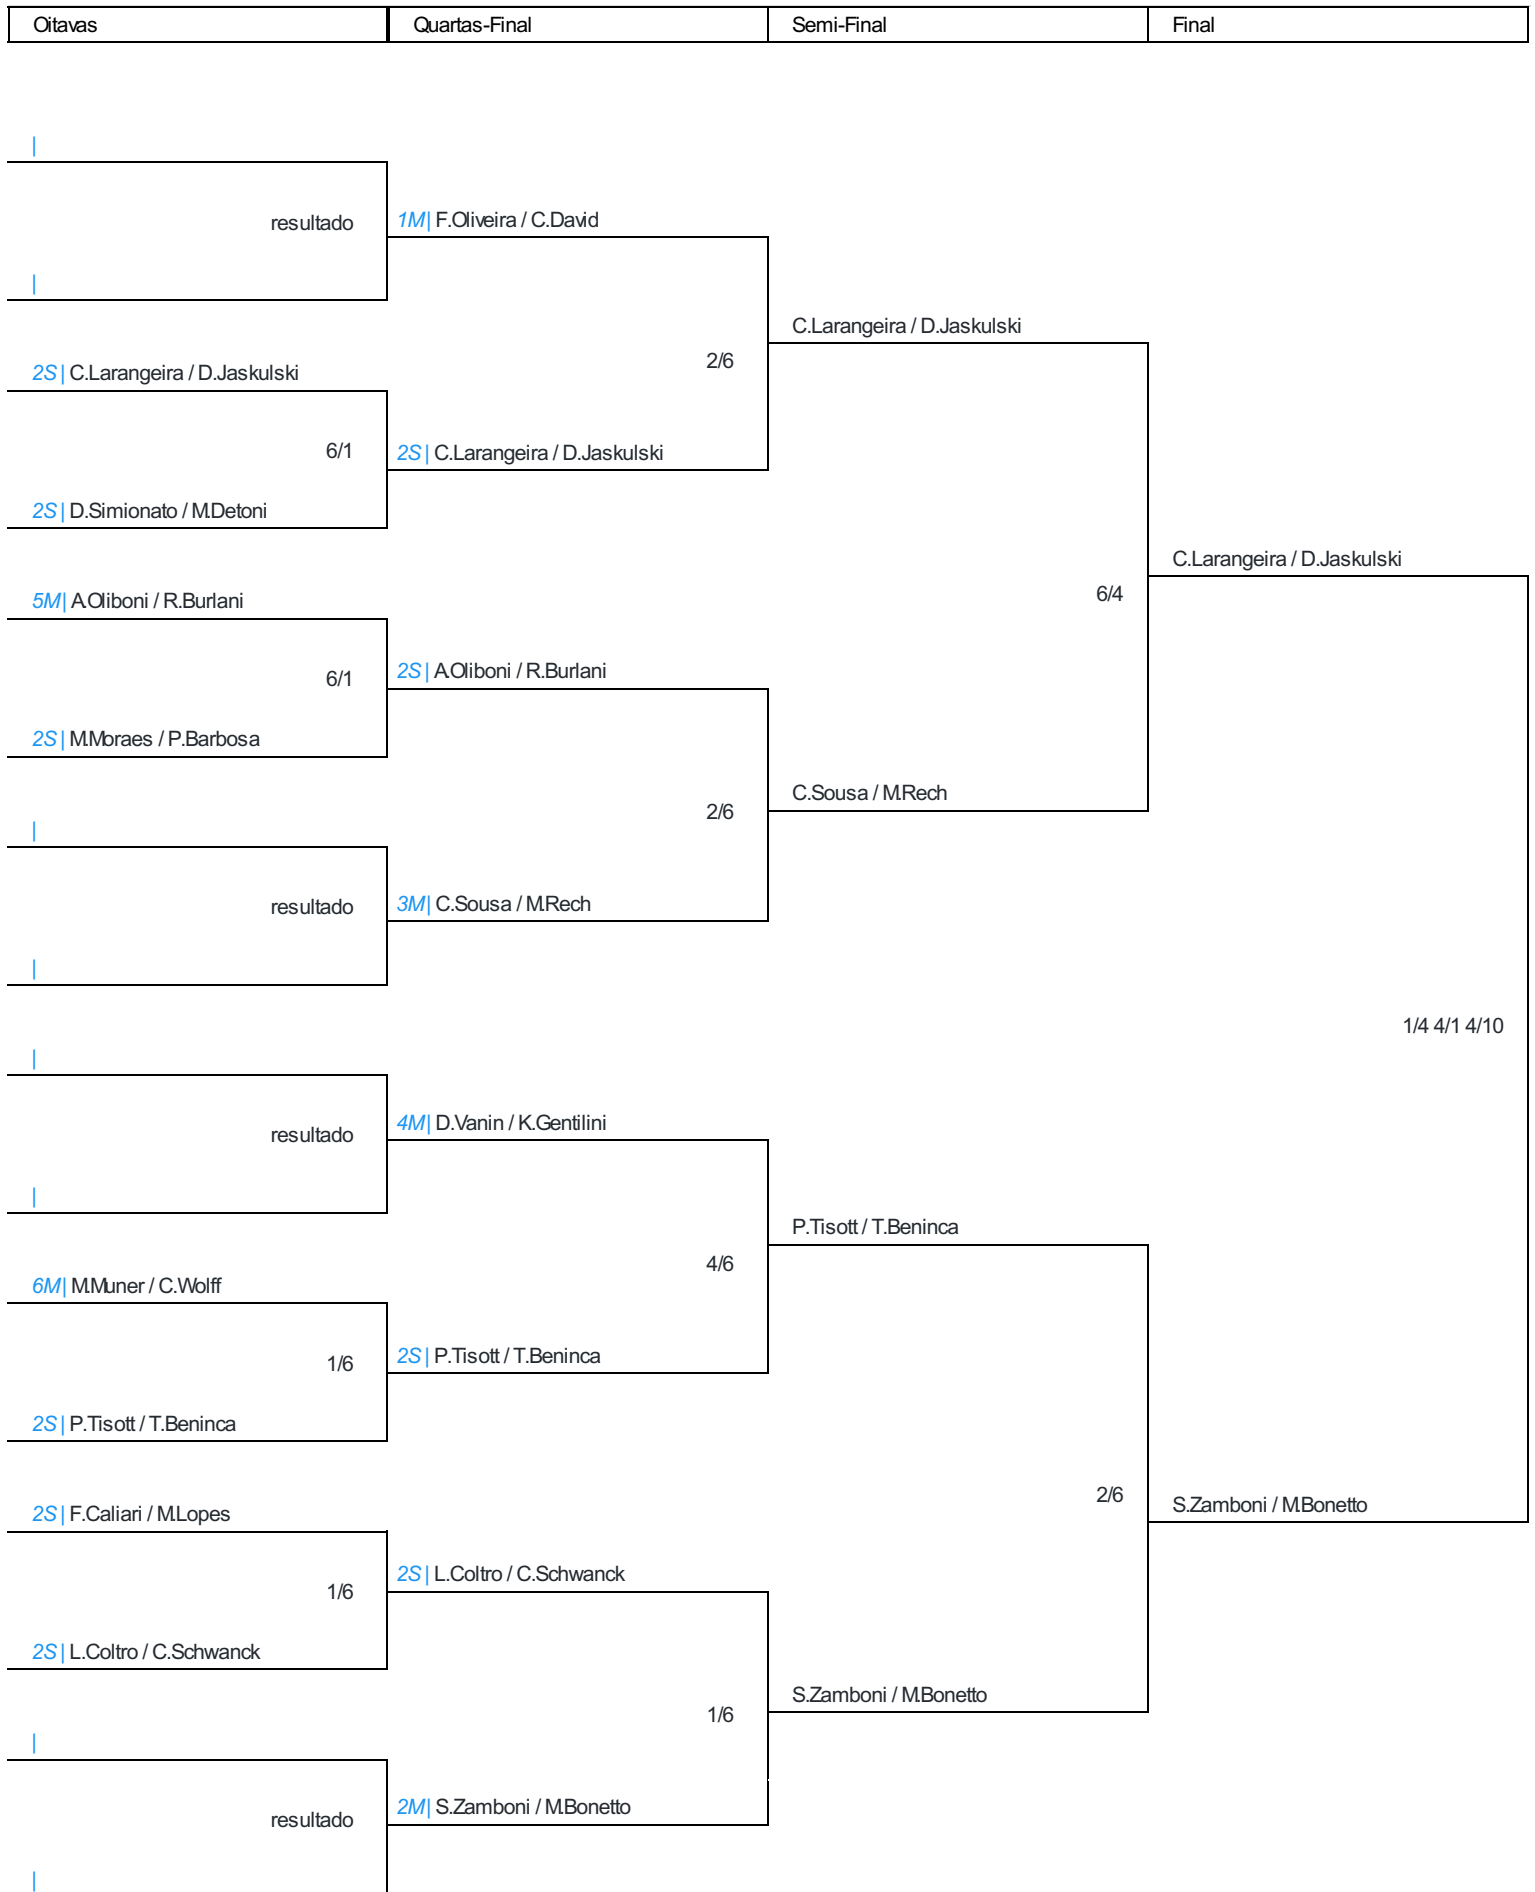 Oitavas
Quartas-Final
Semi-Final
Final
|
resultado
1M| F.Oliveira / C.David
|
C.Larangeira / D.Jaskulski
2/6
2S| C.Larangeira / D.Jaskulski
6/1
2S| C.Larangeira / D.Jaskulski
2S| D.Simionato / M.Detoni
C.Larangeira / D.Jaskulski
6/4
5M| A.Oliboni / R.Burlani
6/1
2S| A.Oliboni / R.Burlani
2S| M.Moraes / P.Barbosa
C.Sousa / M.Rech
2/6
|
resultado
3M| C.Sousa / M.Rech
|
1/4 4/1 4/10
|
resultado
4M| D.Vanin / K.Gentilini
|
P.Tisott / T.Beninca
4/6
6M| M.Muner / C.Wolff
1/6
2S| P.Tisott / T.Beninca
2S| P.Tisott / T.Beninca
2/6
S.Zamboni / M.Bonetto
2S| F.Caliari / M.Lopes
1/6
2S| L.Coltro / C.Schwanck
2S| L.Coltro / C.Schwanck
S.Zamboni / M.Bonetto
1/6
|
resultado
2M| S.Zamboni / M.Bonetto
|